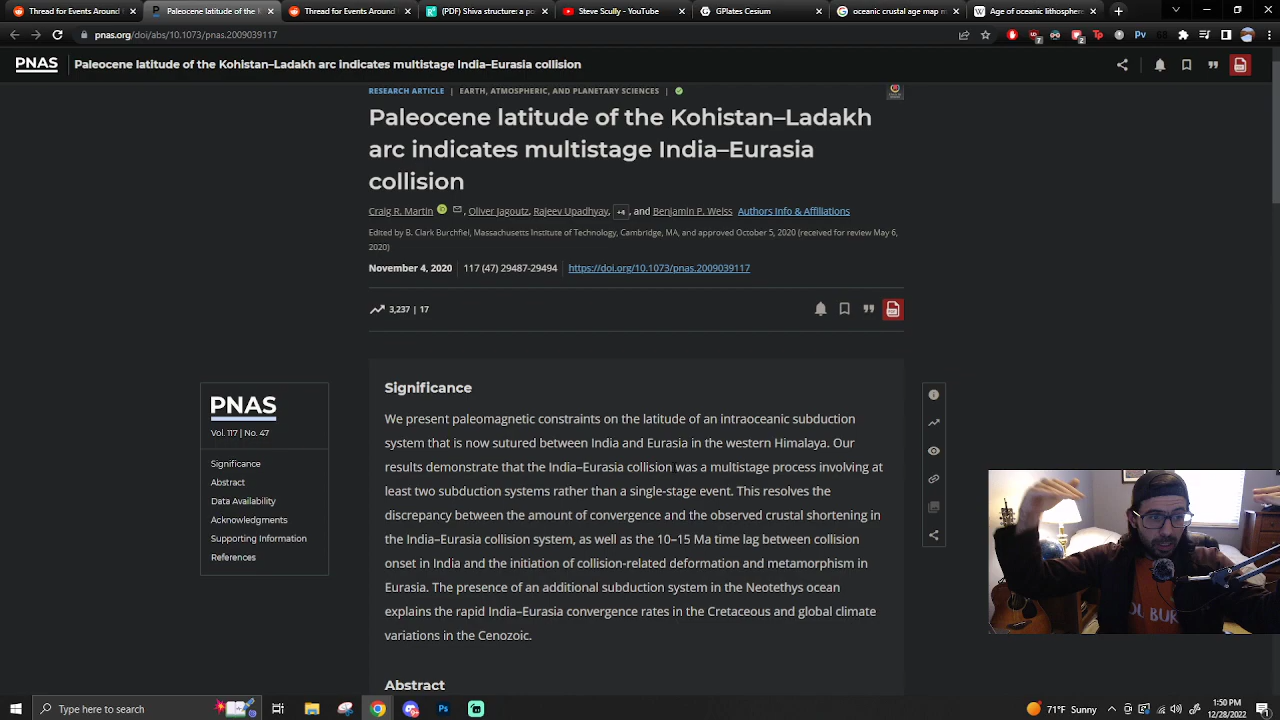 Thread for Events Around
Paleocene latitude of the
Thread for Events Around
(PDF) Shiva structure: a po
Steve Scully - YouTube
GPlates Cesium
oceanic crustal age map
Age of oceanic lithosphere
pnas.org/doi/abs/10.1073/pnas.2009039117
PNAS
Paleocene latitude of the Kohistan–Ladakh arc indicates multistage India–Eurasia collision
RESEARCH ARTICLE | EARTH, ATMOSPHERIC, AND PLANETARY SCIENCES |
Paleocene latitude of the Kohistan–Ladakh
arc indicates multistage India–Eurasia
collision
Craig R. Martin, Oliver Jagoutz, Rajeev Upadhyay, +4, and Benjamin P. Weiss Authors Info & Affiliations
Edited by B. Clark Burchfiel, Massachusetts Institute of Technology, Cambridge, MA, and approved October 5, 2020 (received for review May 6,
2020)
November 4, 2020 | 117 (47) 29487-29494 | https://doi.org/10.1073/pnas.2009039117
3,237 | 17
Significance
We present paleomagnetic constraints on the latitude of an intraoceanic subduction
system that is now sutured between India and Eurasia in the western Himalaya. Our
results demonstrate that the India–Eurasia collision was a multistage process involving at
least two subduction systems rather than a single-stage event. This resolves the
discrepancy between the amount of convergence and the observed crustal shortening in
the India–Eurasia collision system, as well as the 10–15 Ma time lag between collision
onset in India and the initiation of collision-related deformation and metamorphism in
Eurasia. The presence of an additional subduction system in the Neotethys ocean
explains the rapid India–Eurasia convergence rates in the Cretaceous and global climate
variations in the Cenozoic.
Abstract
PNAS
Vol. 117 | No. 47
Significance
Abstract
Data Availability
Acknowledgments
Supporting Information
References
Type here to search
71°F Sunny
1:50 PM
12/28/2022